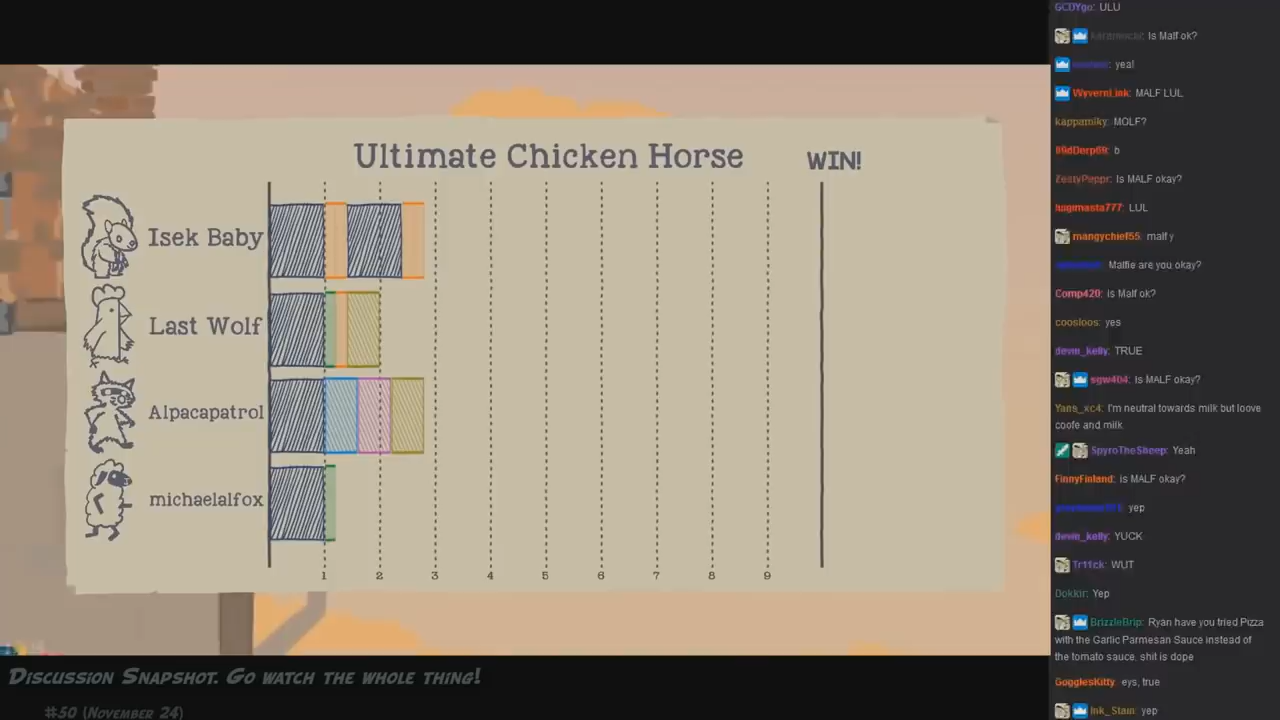 Ultimate Chicken Horse
WIN!
Isek Baby
Last Wolf
Alpacapatrol
michaelalfox
1 2 3 4 5 6 7 8 9
DISCUSSION SNAPSHOT. GO WATCH THE WHOLE THING!
#50 (NOVEMBER 24)
GCDYgo: ULU
: Is Malf ok?
: yea!
WyvernLink: MALF LUL
kappamiky: MOLF?
09dDerp69: b
ZestyPeppr: Is MALF okay?
luigimasta777: LUL
mangychief55: malfy
: Malfie are you okay?
Comp420: is Malf ok?
coosloos: yes
devin_kelly: TRUE
sgw404: Is MALF okay?
Yans_xc4: I'm neutral towards milk but loove
coofe and milk
SpyroTheSheep: Yeah
FinnyFinland: is MALF okay?
: yep
devin_kelly: YUCK
Tr1fck: WUT
Dokkir: Yep
BrizzleBrip: Ryan have you tried Pizza
with the Garlic Parmesan Sauce instead of
the tomato sauce. shit is dope
GogglesKitty: eys, true
Ink_Stain: yep